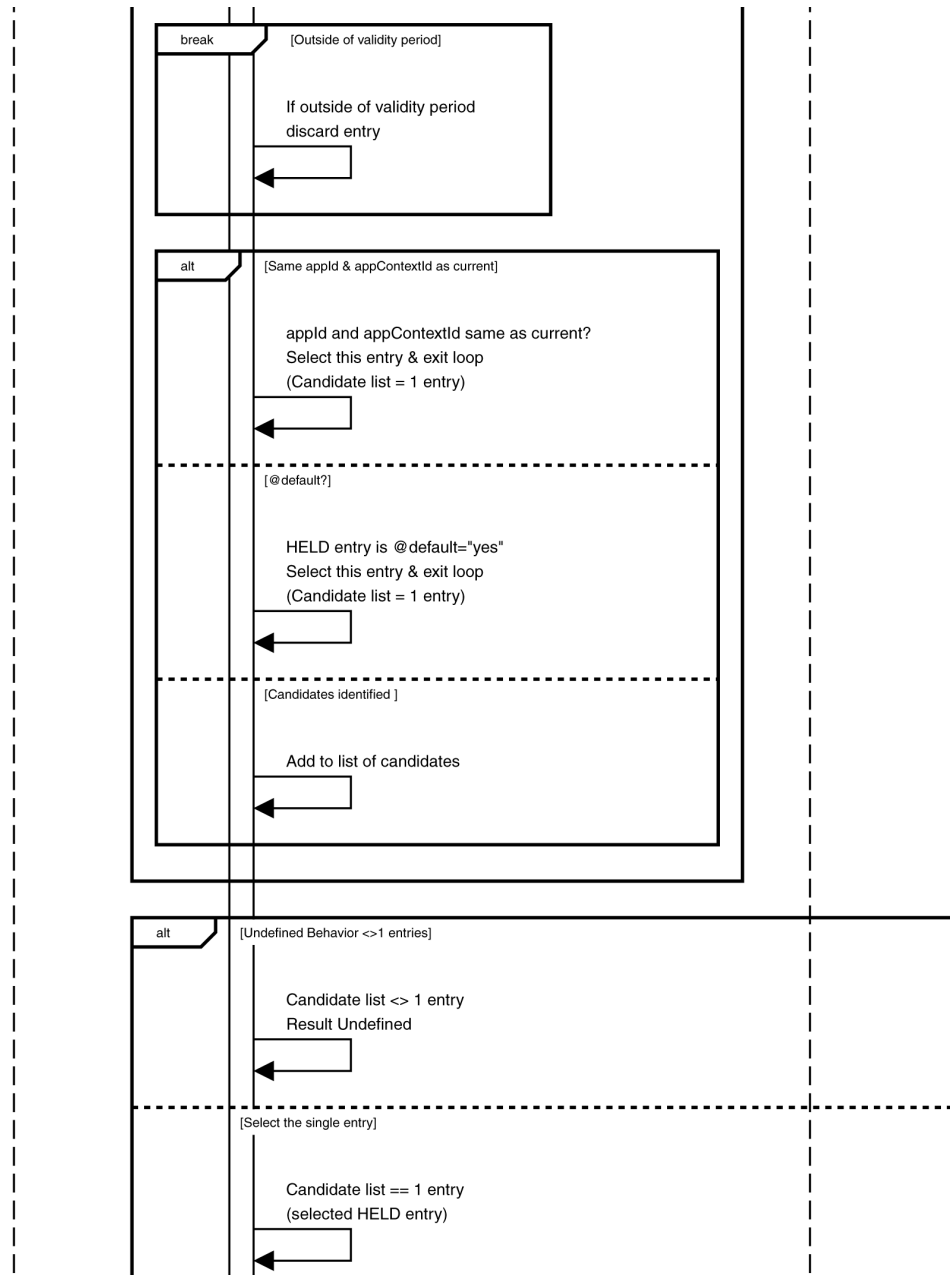 break
[Outside of validity period]
If outside of validity period
discard entry
alt
[Same appId & appContextId as current]
appId and appContextId same as current?
Select this entry & exit loop
(Candidate list = 1 entry)
[@default?]
HELD entry is @default="yes"
Select this entry & exit loop
(Candidate list = 1 entry)
[Candidates identified ]
Add to list of candidates
alt
[Undefined Behavior <>1 entries]
Candidate list <> 1 entry
Result Undefined
[Select the single entry]
Candidate list == 1 entry
(selected HELD entry)